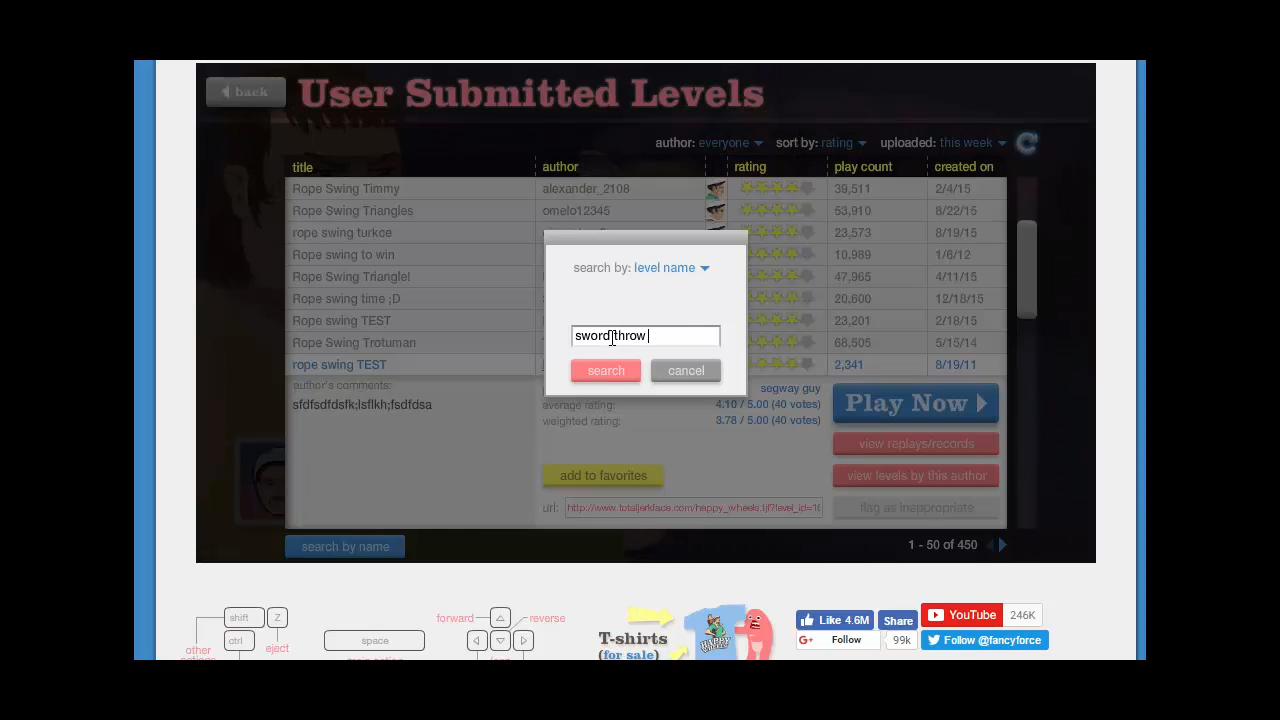 back
User Submitted Levels
author: everyone sort by: rating uploaded: this week
title author rating play count created on
Rope Swing Timmy alexander_2108 39,511 2/4/15
Rope Swing Triangles omelo12345 53,910 8/22/15
rope swing turkce 23,573 8/19/15
Rope swing to win 10,989 1/6/12
Rope Swing Trianglel 47,965 4/11/15
Rope swing time ;D 20,600 12/18/15
Rope swing TEST 23,201 2/18/15
Rope Swing Trotuman 68,505 5/15/14
rope swing TEST 2,341 8/19/11
search by: level name
sword throw
search cancel
author's comments:
sfdfsdfdsfk;lsflkh;fsdfdsa
segway guy
average rating: 4.10 / 5.00 (40 votes)
weighted rating: 3.78 / 5.00 (40 votes)
Play Now
view replays/records
add to favorites
view levels by this author
url: http://www.totaljerkface.com/happy_wheels.tjf?level_id=
flag as inappropriate
search by name
1 - 50 of 450
shift Z
ctrl
eject
other
space
forward reverse
T-shirts
(for sale)
Like 4.6M Share
YouTube 246K
G+ Follow 99k
Follow @fancyforce